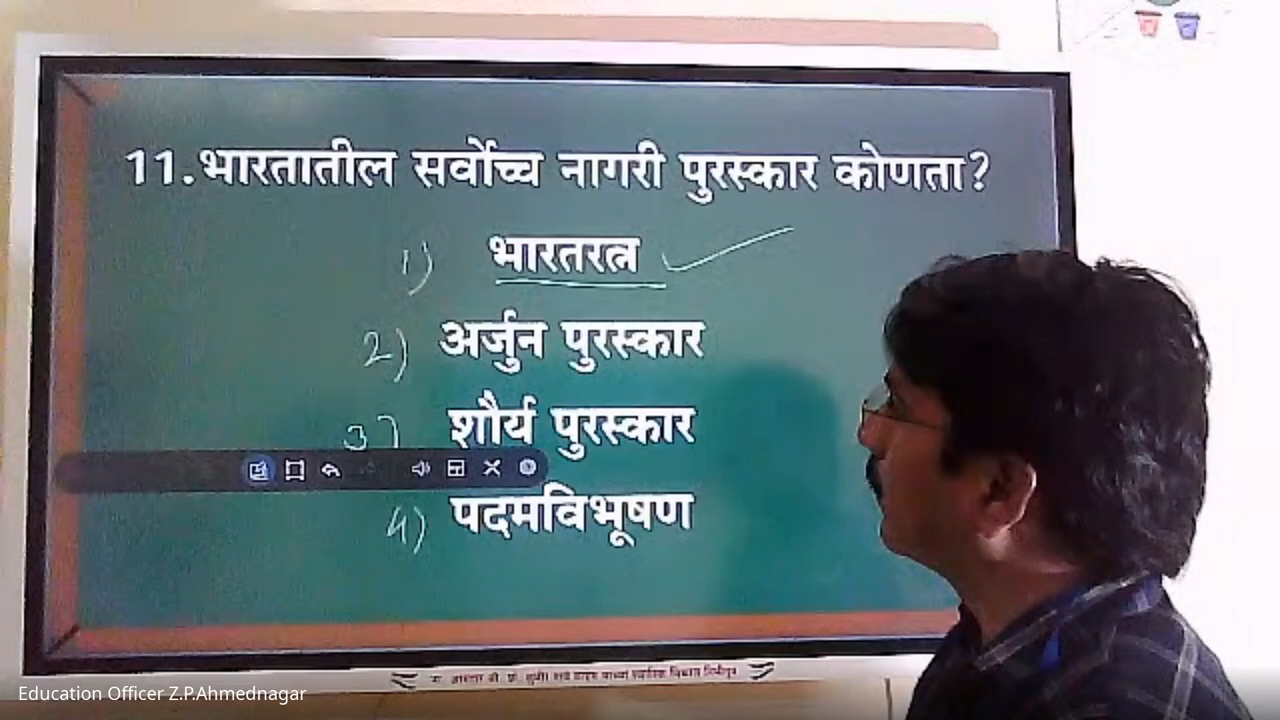 11.भारतातील सर्वोच्च नागरी पुरस्कार कोणता?
1) भारतरत्न
2) अर्जुन पुरस्कार
3) शौर्य पुरस्कार
4) पदमविभूषण
Education Officer Z.P.Ahmednagar